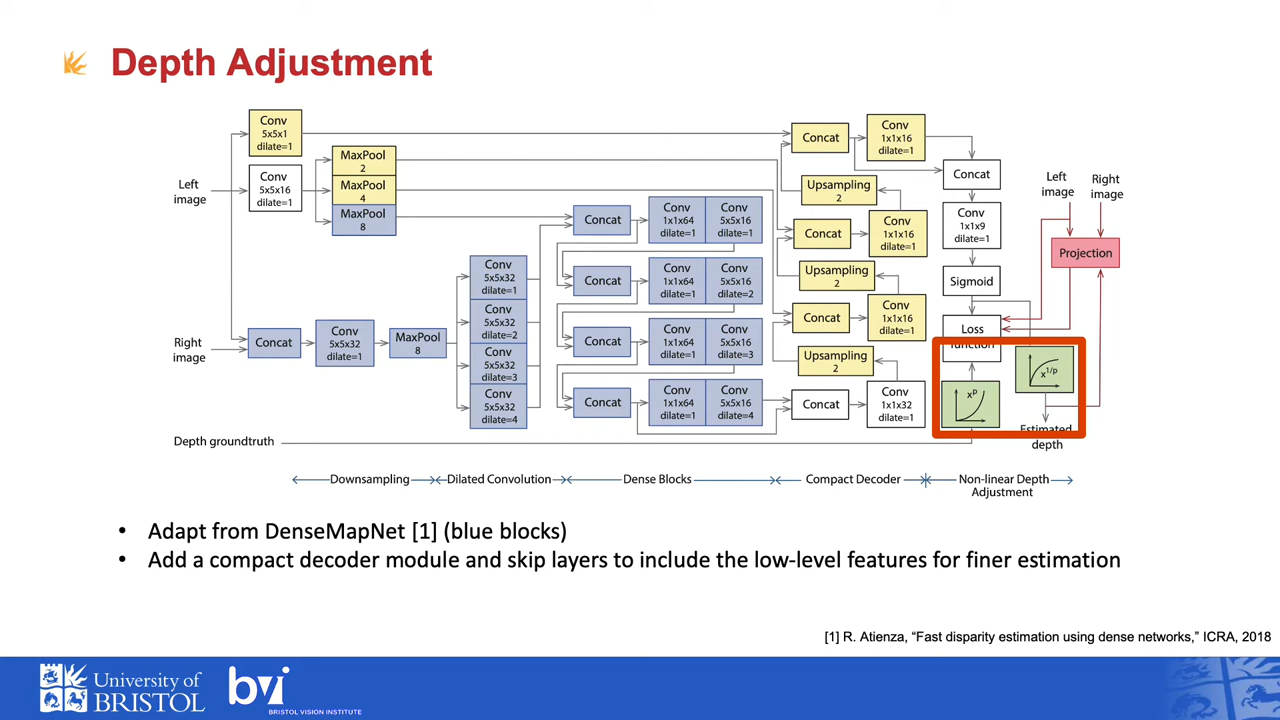 Depth Adjustment
Conv
5x5x1
dilate=1
Conv
5x5x16
dilate=1
Left
image
MaxPool
2
MaxPool
4
MaxPool
8
Right
image
Concat
Conv
5x5x32
dilate=1
MaxPool
8
Conv
5x5x32
dilate=1
Conv
5x5x32
dilate=2
Conv
5x5x32
dilate=3
Conv
5x5x32
dilate=4
Concat
Conv
1x1x64
dilate=1
Conv
5x5x16
dilate=1
Concat
Conv
1x1x64
dilate=1
Conv
5x5x16
dilate=2
Concat
Conv
1x1x64
dilate=1
Conv
5x5x16
dilate=3
Concat
Conv
1x1x64
dilate=1
Conv
5x5x16
dilate=4
Concat
Conv
1x1x16
dilate=1
Upsampling
2
Concat
Conv
1x1x16
dilate=1
Upsampling
2
Concat
Conv
1x1x16
dilate=1
Upsampling
2
Concat
Conv
1x1x32
dilate=1
Concat
Conv
1x1x9
dilate=1
Sigmoid
Loss
function
x^p
x^1/p
Left
image
Right
image
Projection
Estimated
depth
Depth groundtruth
Downsampling
Dilated Convolution
Dense Blocks
Compact Decoder
Non-linear Depth
Adjustment
• Adapt from DenseMapNet [1] (blue blocks)
• Add a compact decoder module and skip layers to include the low-level features for finer estimation
[1] R. Atienza, “Fast disparity estimation using dense networks,” ICRA, 2018
University of
BRISTOL
bvi
BRISTOL VISION INSTITUTE